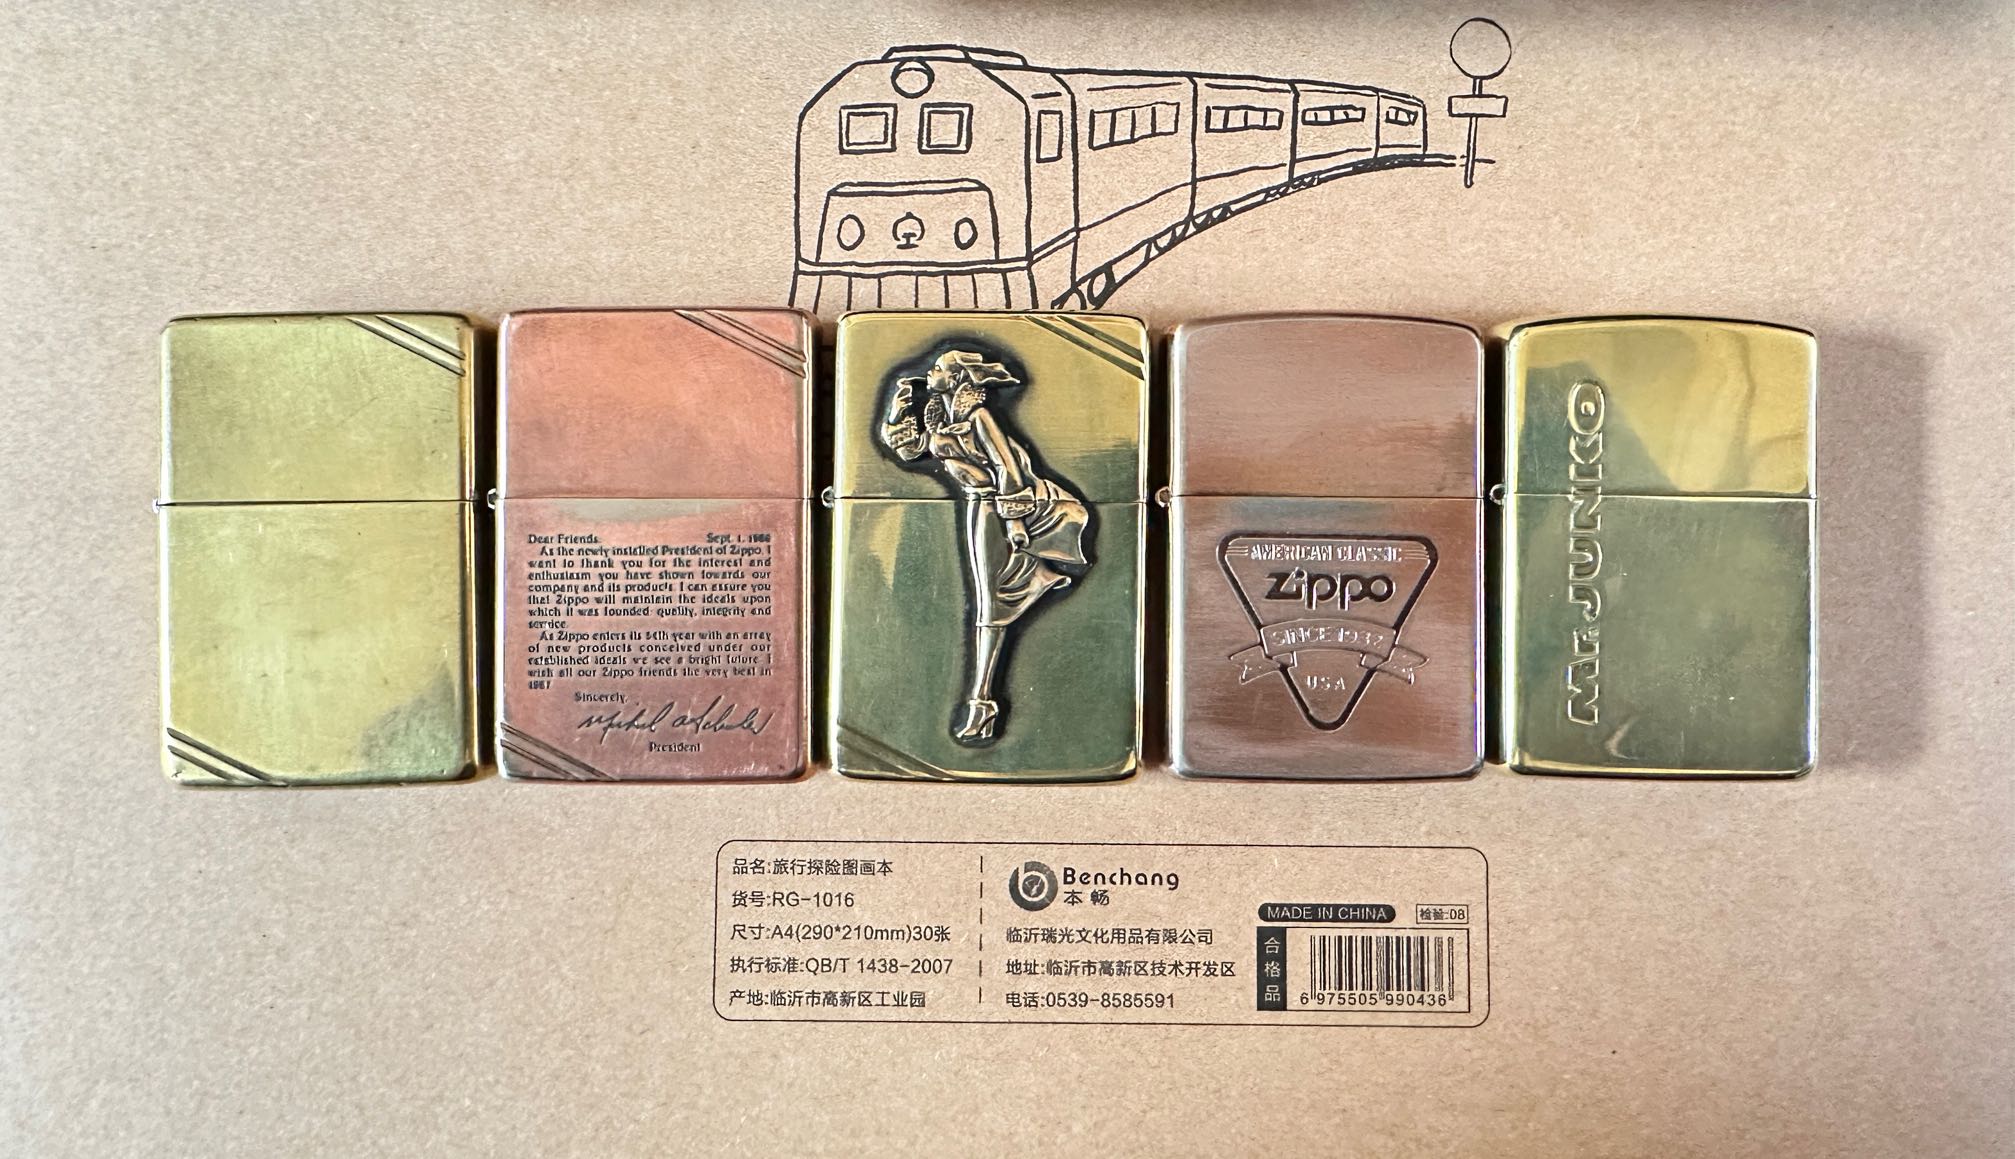 Dear Friends: Sept. 1, 1986
As the newly installed President of Zippo, I
want to thank you for the interest and
enthusiasm you have shown towards our
company and its products. I can assure you
that Zippo will maintain the ideals upon
which it was founded: quality, integrity and
service.
As Zippo enters its 54th year with an array
of new products conceived under our
established ideals we see a bright future. I
wish all our Zippo friends the very best in
1987
Sincerely,
President
AMERICAN CLASSIC
Zippo
SINCE 1932
USA
Mr.JUNKO
品名:旅行探险图画本
货号:RG-1016
尺寸:A4(290*210mm)30张
执行标准:QB/T 1438-2007
产地:临沂市高新区工业园
Benchang
本畅
临沂瑞光文化用品有限公司
地址:临沂市高新区技术开发区
电话:0539-8585591
MADE IN CHINA
检验:08
合格品
6 975505 990436